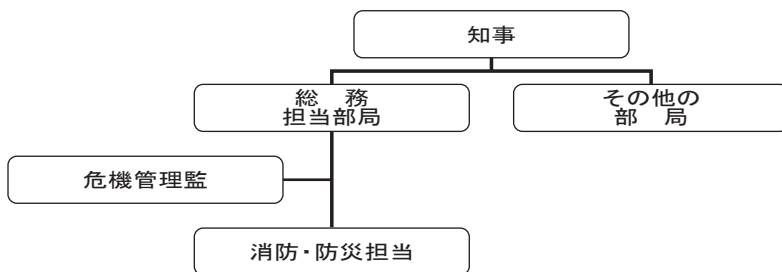 知事
総　務
担当部局
その他の
部　局
危機管理監
消防・防災担当